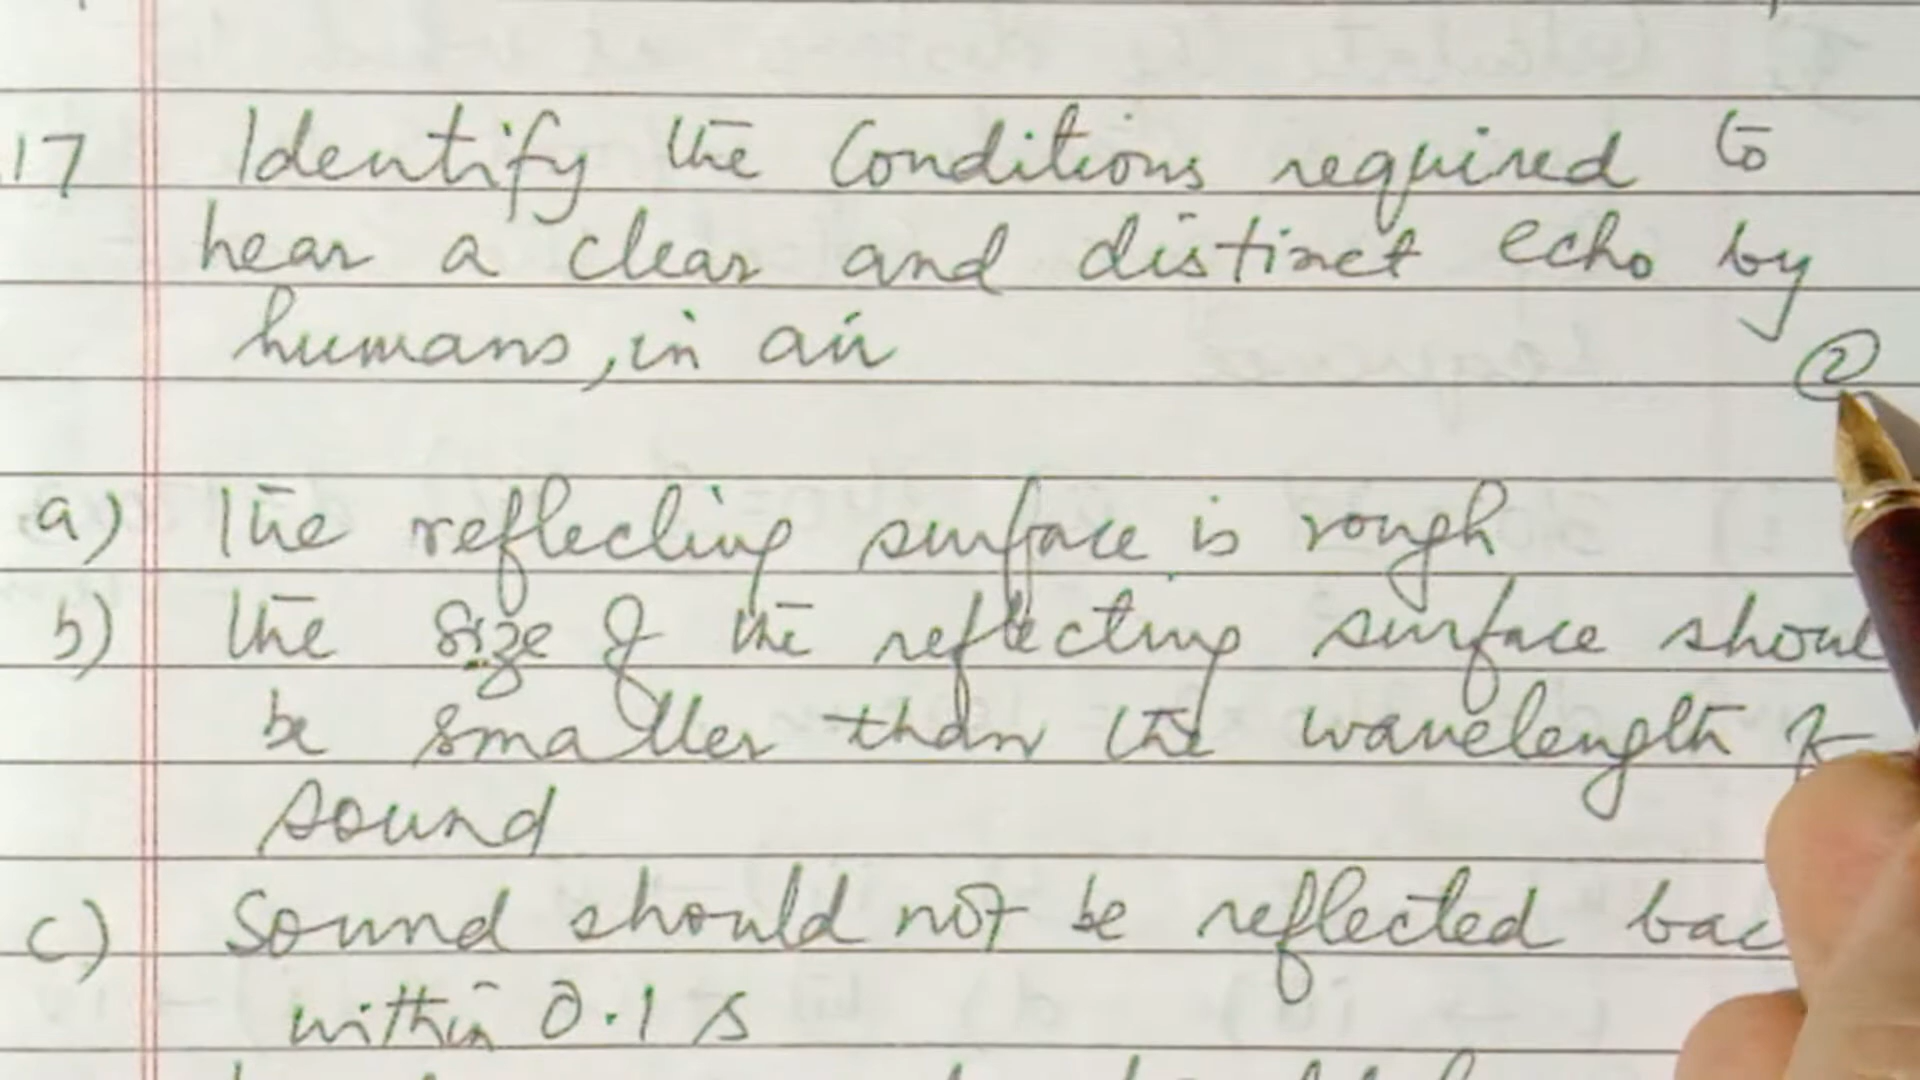 17 Identify the Conditions required to
hear a clear and distinct echo by
humans, in air
2
a) The reflecting surface is rough
b) the size of the reflecting surface shoul
be smaller than the wavelength of
sound
c) Sound should not be reflected bac
within 0.1 s